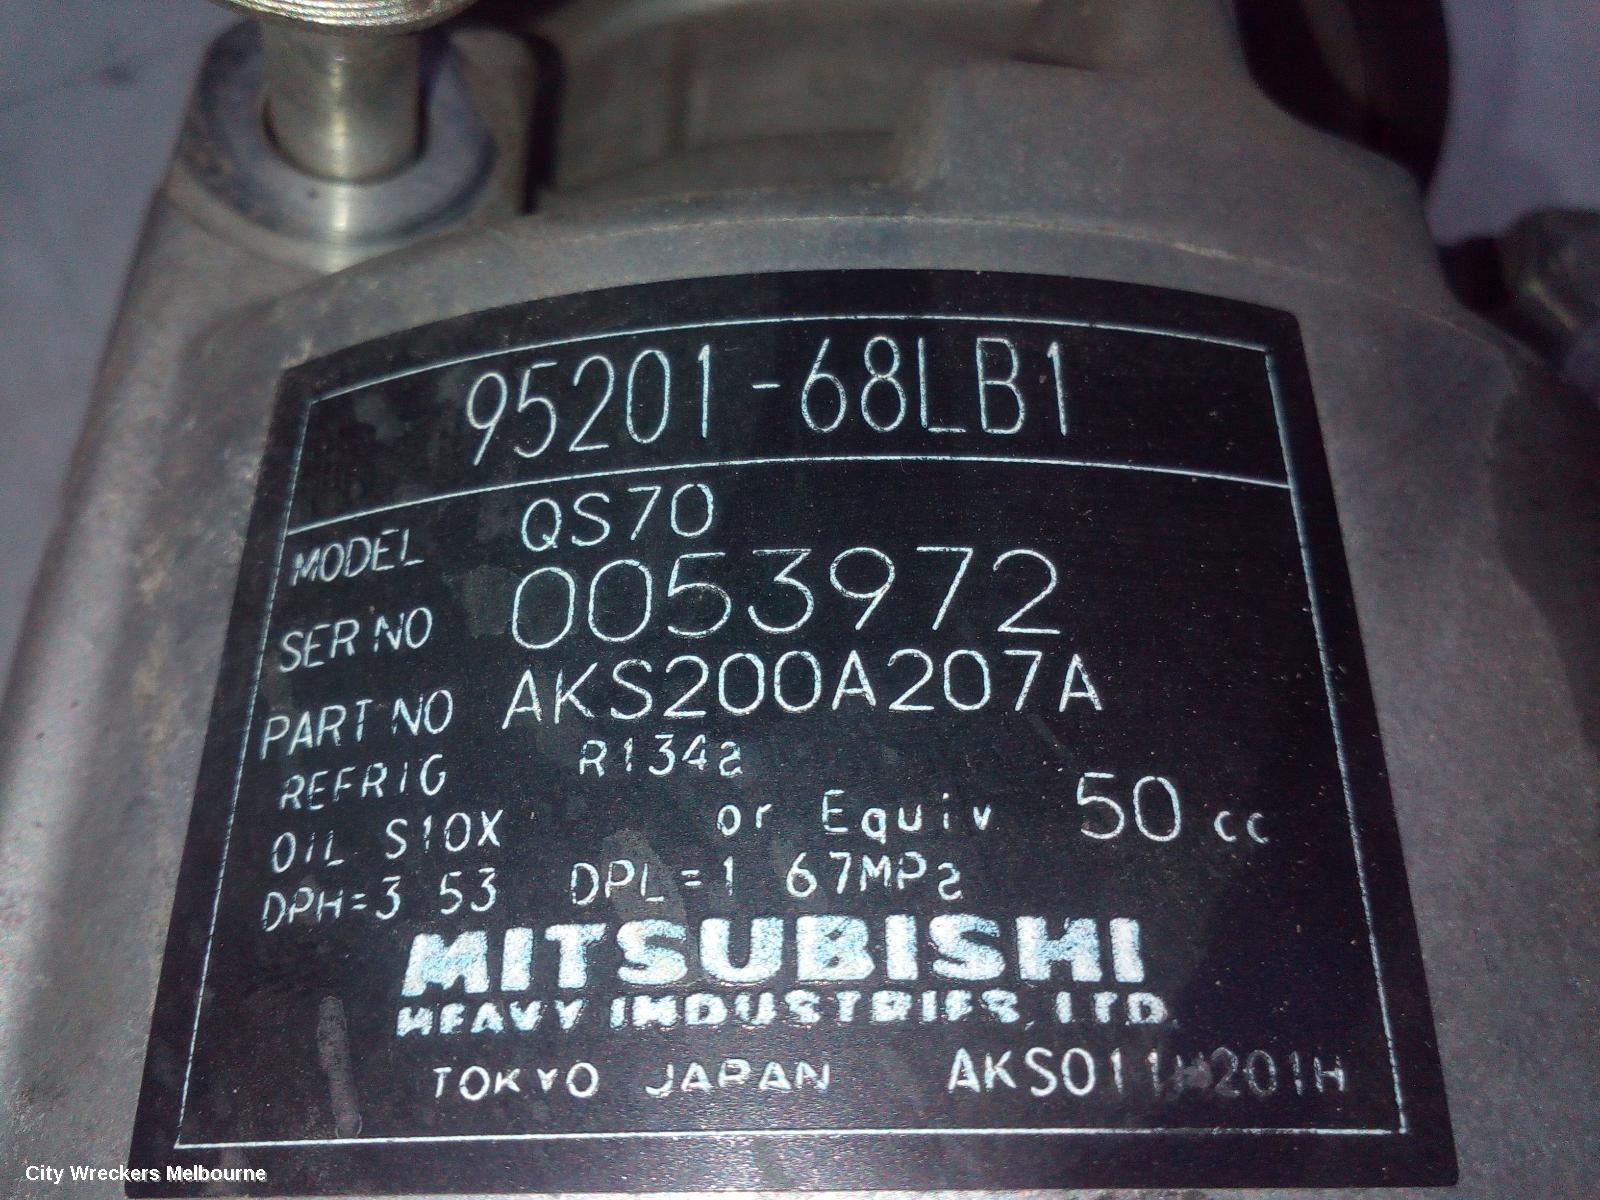 95201-68LB1
MODEL QS70
SER NO 0053972
PART NO AKS200A207A
REFRIG R134a
OIL S10X or Equiv 50 cc
DPH=3 53 DPL=1 67MPa
MITSUBISHI
HEAVY INDUSTRIES, LTD.
TOKYO JAPAN AKS011H201H
City Wreckers Melbourne